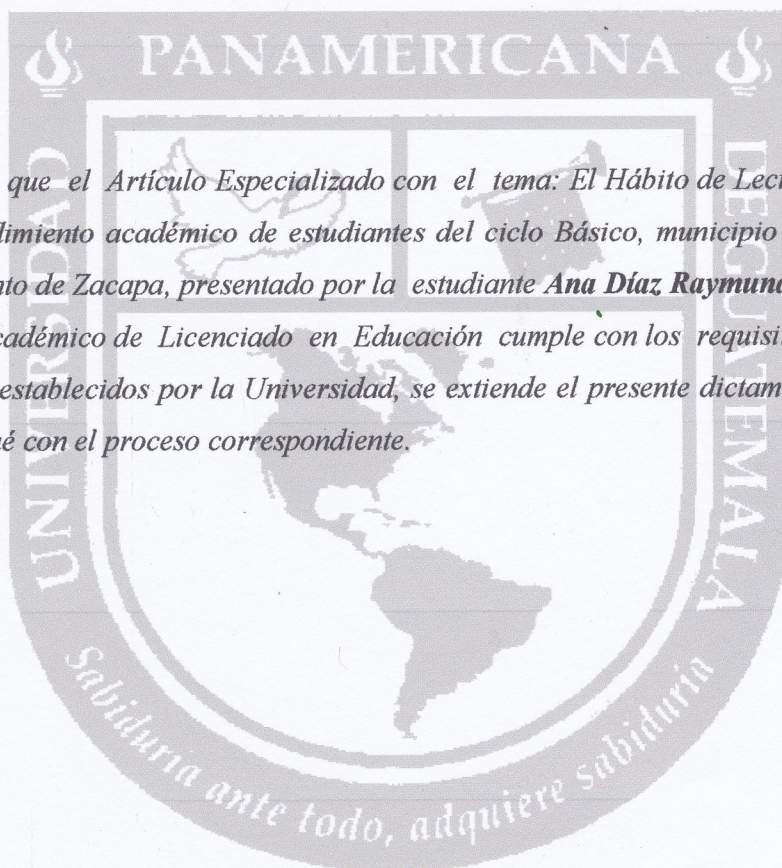 PANAMERICANA
UNIVERSIDAD
DE GUATEMALA
que el Artículo Especializado con el tema: El Hábito de Lect
dimiento académico de estudiantes del ciclo Básico, municipio
nto de Zacapa, presentado por la estudiante Ana Díaz Raymund
cadémico de Licenciado en Educación cumple con los requisi
establecidos por la Universidad, se extiende el presente dictam
é con el proceso correspondiente.
Sabiduría ante todo, adquiere sabiduría